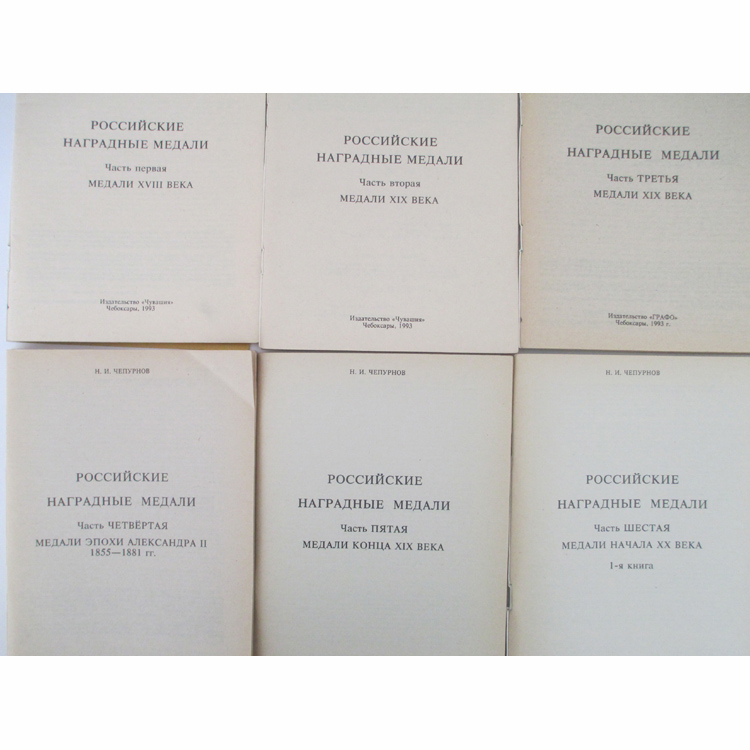 РОССИЙСКИЕ
НАГРАДНЫЕ МЕДАЛИ
Часть первая
МЕДАЛИ XVIII ВЕКА
Издательство «Чувашия»
Чебоксары, 1993
РОССИЙСКИЕ
НАГРАДНЫЕ МЕДАЛИ
Часть вторая
МЕДАЛИ XIX ВЕКА
Издательство «Чувашия»
Чебоксары, 1993
РОССИЙСКИЕ
НАГРАДНЫЕ МЕДАЛИ
Часть ТРЕТЬЯ
МЕДАЛИ XIX ВЕКА
Издательство «ГРАФО»
Чебоксары, 1993 г.
Н. И. ЧЕПУРНОВ
РОССИЙСКИЕ
НАГРАДНЫЕ МЕДАЛИ
Часть ЧЕТВЁРТАЯ
МЕДАЛИ ЭПОХИ АЛЕКСАНДРА II
1855—1881 гг.
Н. И. ЧЕПУРНОВ
РОССИЙСКИЕ
НАГРАДНЫЕ МЕДАЛИ
Часть ПЯТАЯ
МЕДАЛИ КОНЦА XIX ВЕКА
Н. И. ЧЕПУРНОВ
РОССИЙСКИЕ
НАГРАДНЫЕ МЕДАЛИ
Часть ШЕСТАЯ
МЕДАЛИ НАЧАЛА XX ВЕКА
1-я книга